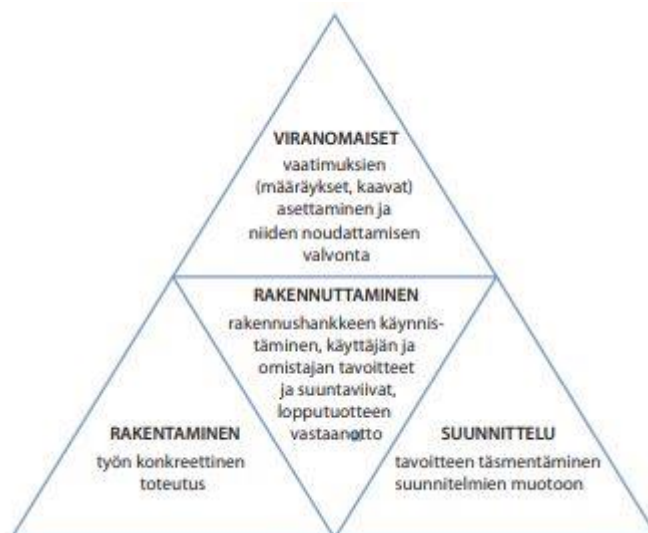 VIRANOMAISET
vaatimuksien
(määräykset, kaavat)
asettaminen ja
niiden noudattamisen
valvonta
RAKENNUTTAMINEN
rakennushankkeen käynnis-
täminen, käyttäjän ja
omistajan tavoitteet
ja suuntaviivat,
lopputuotteen
vastaanotto
RAKENTAMINEN
työn konkreettinen
toteutus
SUUNNITTELU
tavoitteen täsmentäminen
suunnitelmien muotoon